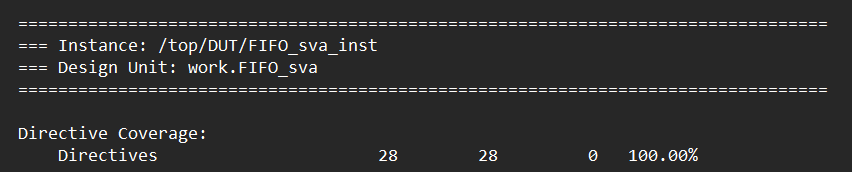 =================================================================================
=== Instance: /top/DUT/FIFO_sva_inst
=== Design Unit: work.FIFO_sva
=================================================================================
Directive Coverage:
    Directives                      28        28         0   100.00%